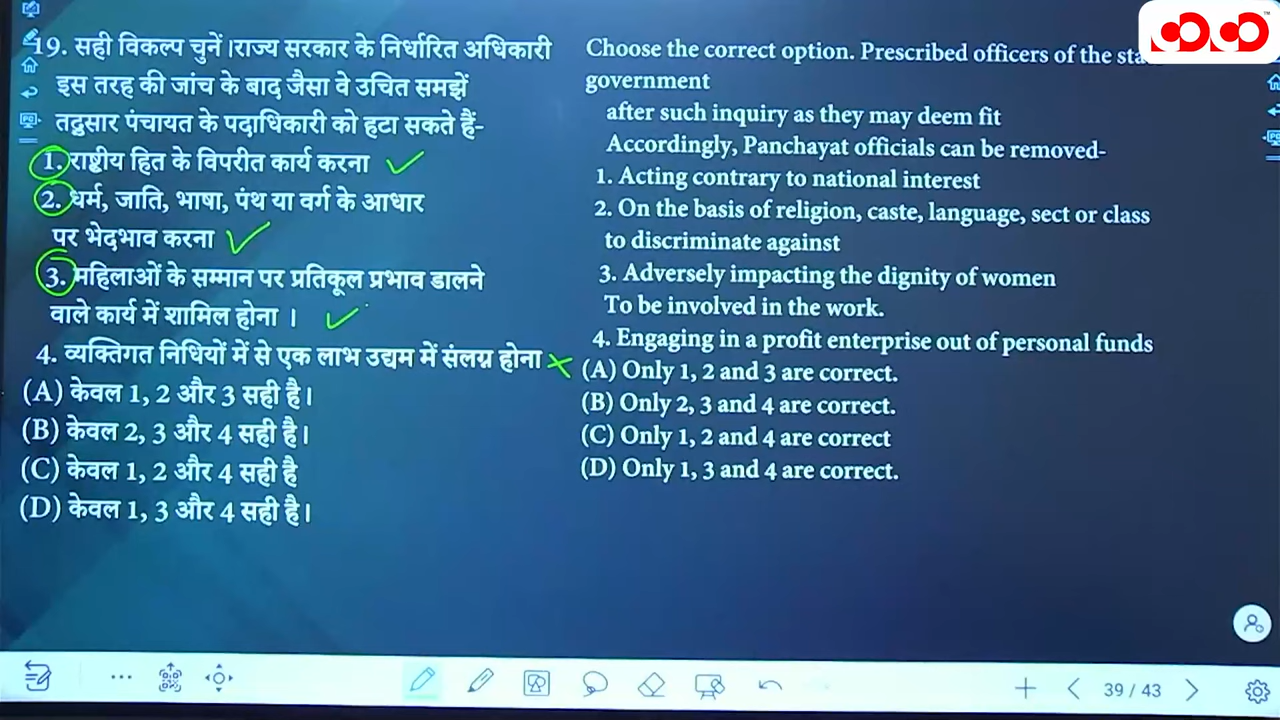 19. सही विकल्प चुनें।राज्य सरकार के निर्धारित अधिकारी
इस तरह की जांच के बाद जैसा वे उचित समझें
तद्नुसार पंचायत के पदाधिकारी को हटा सकते हैं-
1. राष्ट्रीय हित के विपरीत कार्य करना
2. धर्म, जाति, भाषा, पंथ या वर्ग के आधार
पर भेदभाव करना
3. महिलाओं के सम्मान पर प्रतिकूल प्रभाव डालने
वाले कार्य में शामिल होना ।
4. व्यक्तिगत निधियों में से एक लाभ उद्यम में संलग्न होना
(A) केवल 1, 2 और 3 सही है।
(B) केवल 2, 3 और 4 सही है।
(C) केवल 1, 2 और 4 सही है
(D) केवल 1, 3 और 4 सही है।
Choose the correct option. Prescribed officers of the sta
government
after such inquiry as they may deem fit
Accordingly, Panchayat officials can be removed-
1. Acting contrary to national interest
2. On the basis of religion, caste, language, sect or class
to discriminate against
3. Adversely impacting the dignity of women
To be involved in the work.
4. Engaging in a profit enterprise out of personal funds
(A) Only 1, 2 and 3 are correct.
(B) Only 2, 3 and 4 are correct.
(C) Only 1, 2 and 4 are correct
(D) Only 1, 3 and 4 are correct.
39 / 43